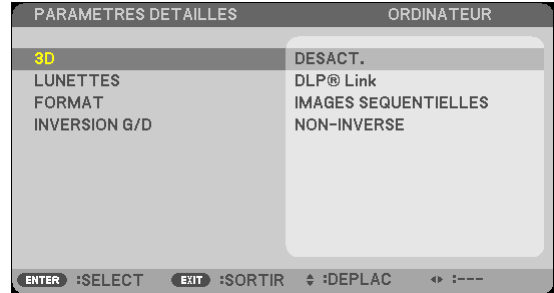 PARAMETRES DETAILLES ORDINATEUR
3D DESACT.
LUNETTES DLP® Link
FORMAT IMAGES SEQUENTIELLES
INVERSION G/D NON-INVERSE
ENTER :SELECT EXIT :SORTIR :DEPLAC :---